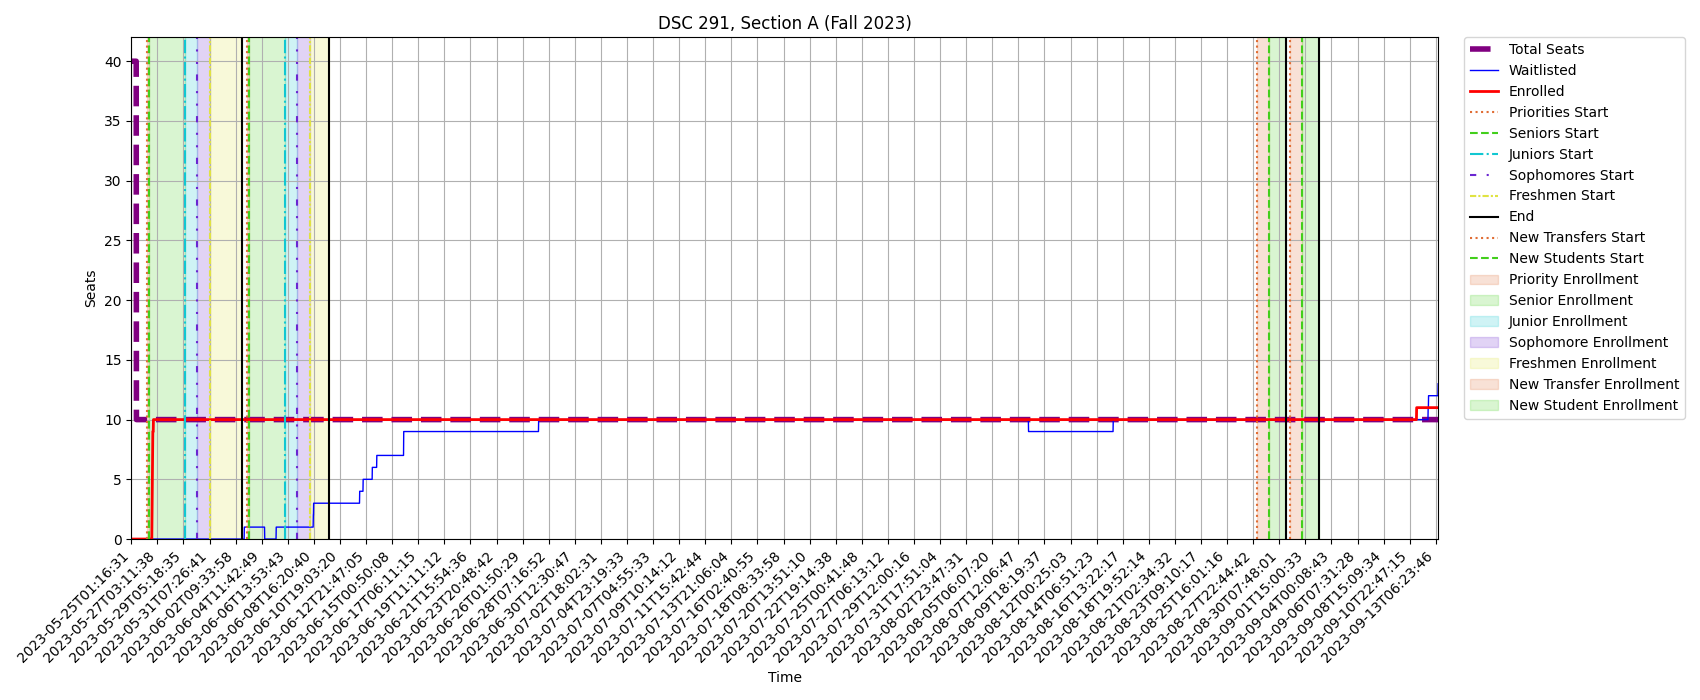 DSC 291, Section A (Fall 2023)
Seats
40
35
30
25
20
15
10
5
0
2023-05-25T01:16:31
2023-05-27T03:11:38
2023-05-29T05:18:35
2023-05-31T07:26:41
2023-06-02T09:33:58
2023-06-04T11:42:49
2023-06-06T13:53:43
2023-06-08T16:20:40
2023-06-10T19:03:20
2023-06-12T21:47:05
2023-06-15T00:50:08
2023-06-17T06:11:15
2023-06-19T11:11:12
2023-06-21T15:54:36
2023-06-23T20:48:42
2023-06-26T01:50:29
2023-06-28T07:16:52
2023-06-30T12:30:47
2023-07-02T18:02:31
2023-07-04T23:19:33
2023-07-07T04:55:33
2023-07-09T10:14:12
2023-07-11T15:42:44
2023-07-13T21:06:04
2023-07-16T02:40:55
2023-07-18T08:33:58
2023-07-20T13:51:10
2023-07-22T19:14:38
2023-07-25T00:41:48
2023-07-27T06:13:12
2023-07-29T12:00:16
2023-07-31T17:51:04
2023-08-02T23:47:31
2023-08-05T06:07:20
2023-08-07T12:06:47
2023-08-09T18:19:37
2023-08-12T00:25:03
2023-08-14T06:51:23
2023-08-16T13:22:17
2023-08-18T19:52:14
2023-08-21T02:34:32
2023-08-23T09:10:17
2023-08-25T16:01:16
2023-08-27T22:44:42
2023-08-30T07:48:01
2023-09-01T15:00:33
2023-09-04T00:08:43
2023-09-06T07:31:28
2023-09-08T15:09:34
2023-09-10T22:47:15
2023-09-13T06:23:46
Time
Total Seats
Waitlisted
Enrolled
Priorities Start
Seniors Start
Juniors Start
Sophomores Start
Freshmen Start
End
New Transfers Start
New Students Start
Priority Enrollment
Senior Enrollment
Junior Enrollment
Sophomore Enrollment
Freshmen Enrollment
New Transfer Enrollment
New Student Enrollment